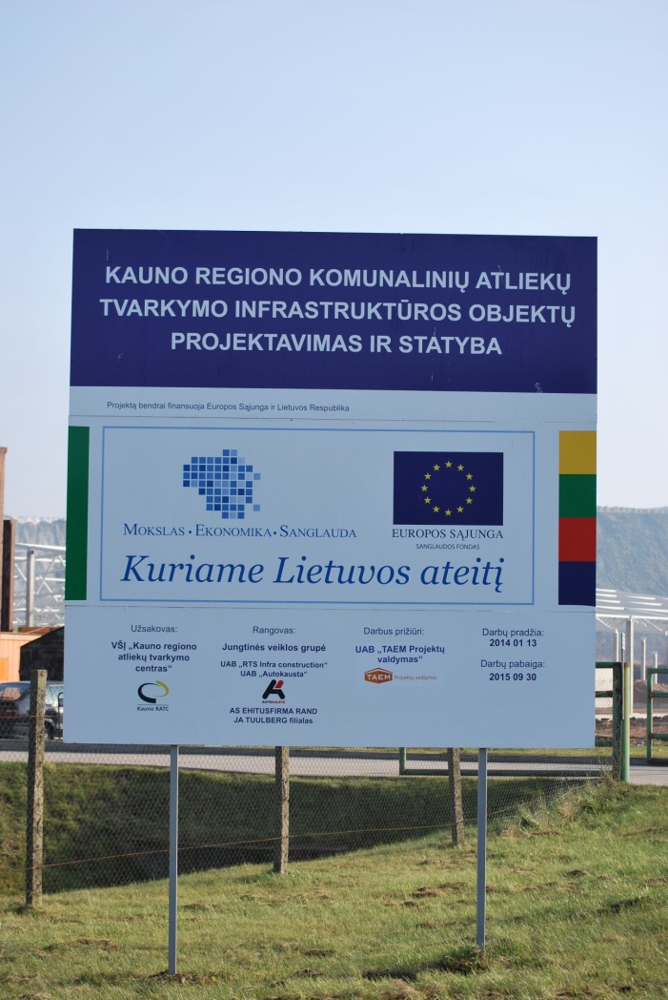 KAUNO REGIONO KOMUNALINIŲ ATLIEKŲ
TVARKYMO INFRASTRUKTŪROS OBJEKTŲ
PROJEKTAVIMAS IR STATYBA
Projektą bendrai finansuoja Europos Sąjunga ir Lietuvos Respublika
MOKSLAS • EKONOMIKA • SANGLAUDA
EUROPOS SĄJUNGA
SANGLAUDOS FONDAS
Kuriame Lietuvos ateitį
Užsakovas:
VŠĮ „Kauno regiono
atliekų tvarkymo
centras“
Kauno RATC
Rangovas:
Jungtinės veiklos grupė
UAB „RTS Infra construction“
UAB „Autokausta“
AUTOKAUSTA
AS EHITUSFIRMA RAND
JA TUULBERG filialas
Darbus prižiūri:
UAB „TAEM Projektų
valdymas“
TAEM Projektų valdymas
Darbų pradžia:
2014 01 13
Darbų pabaiga:
2015 09 30